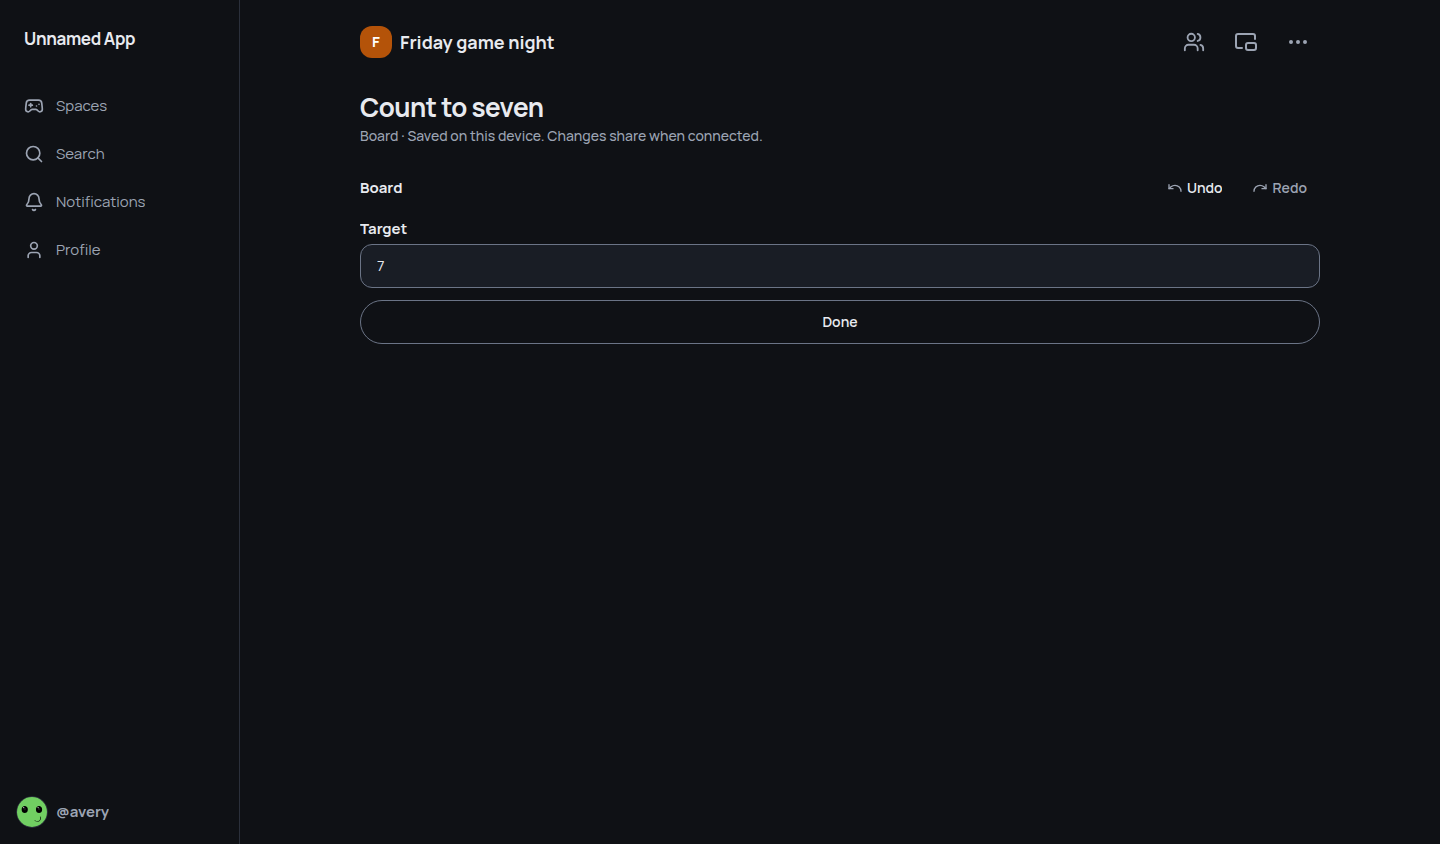 Unnamed App
Spaces
Search
Notifications
Profile
@avery
F Friday game night
Count to seven
Board · Saved on this device. Changes share when connected.
Board Undo Redo
Target
7
Done